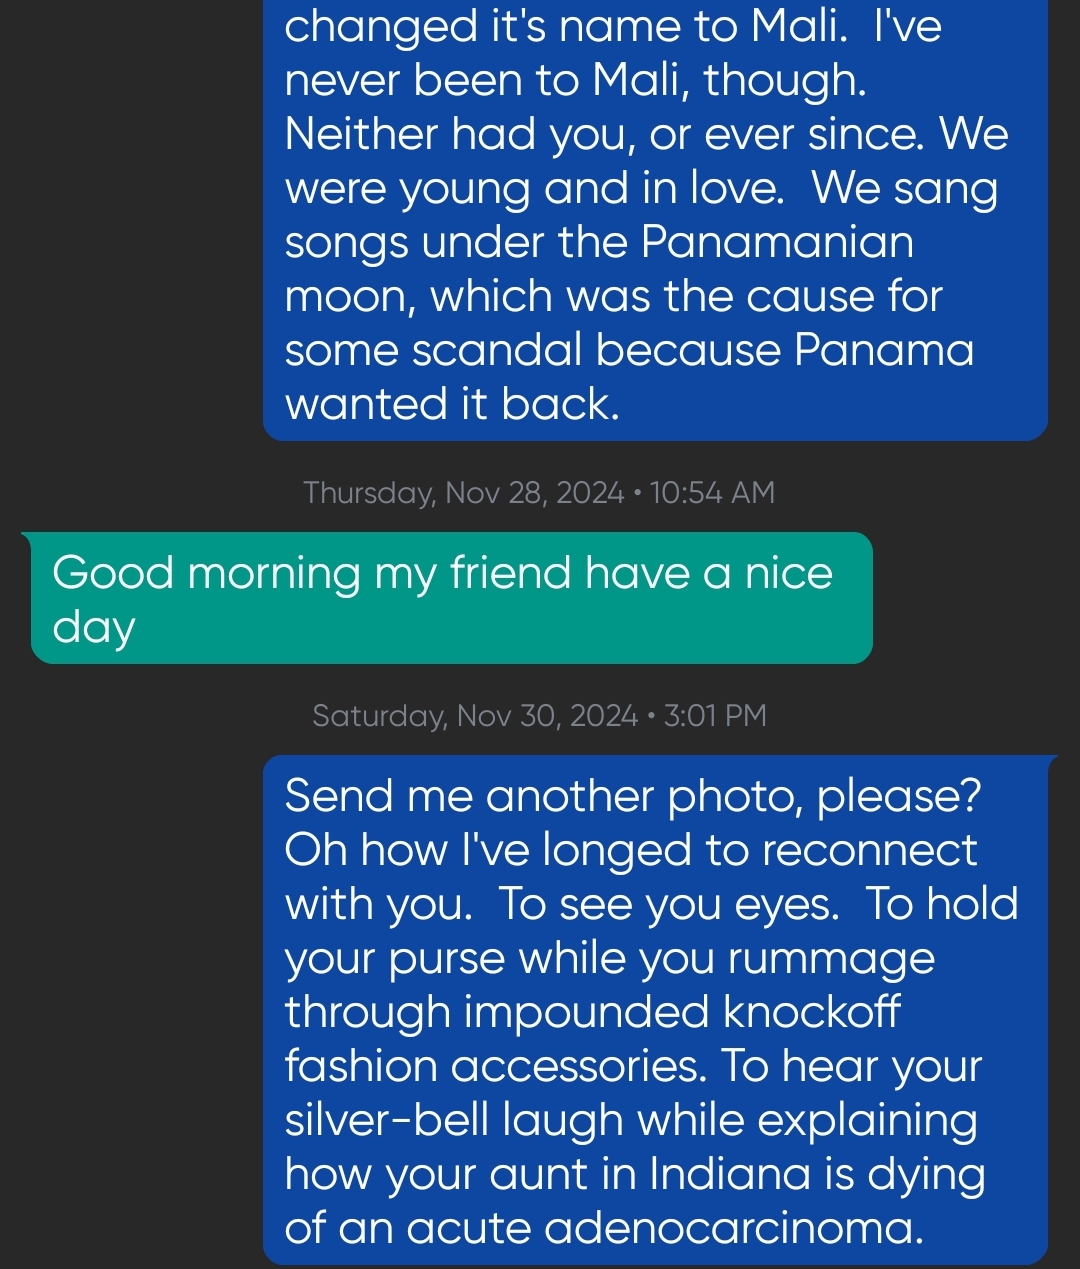 changed it's name to Mali.  I've
never been to Mali, though.
Neither had you, or ever since. We
were young and in love.  We sang
songs under the Panamanian
moon, which was the cause for
some scandal because Panama
wanted it back.
Thursday, Nov 28, 2024 • 10:54 AM
Good morning my friend have a nice
day
Saturday, Nov 30, 2024 • 3:01 PM
Send me another photo, please?
Oh how I've longed to reconnect
with you.  To see you eyes.  To hold
your purse while you rummage
through impounded knockoff
fashion accessories. To hear your
silver-bell laugh while explaining
how your aunt in Indiana is dying
of an acute adenocarcinoma.